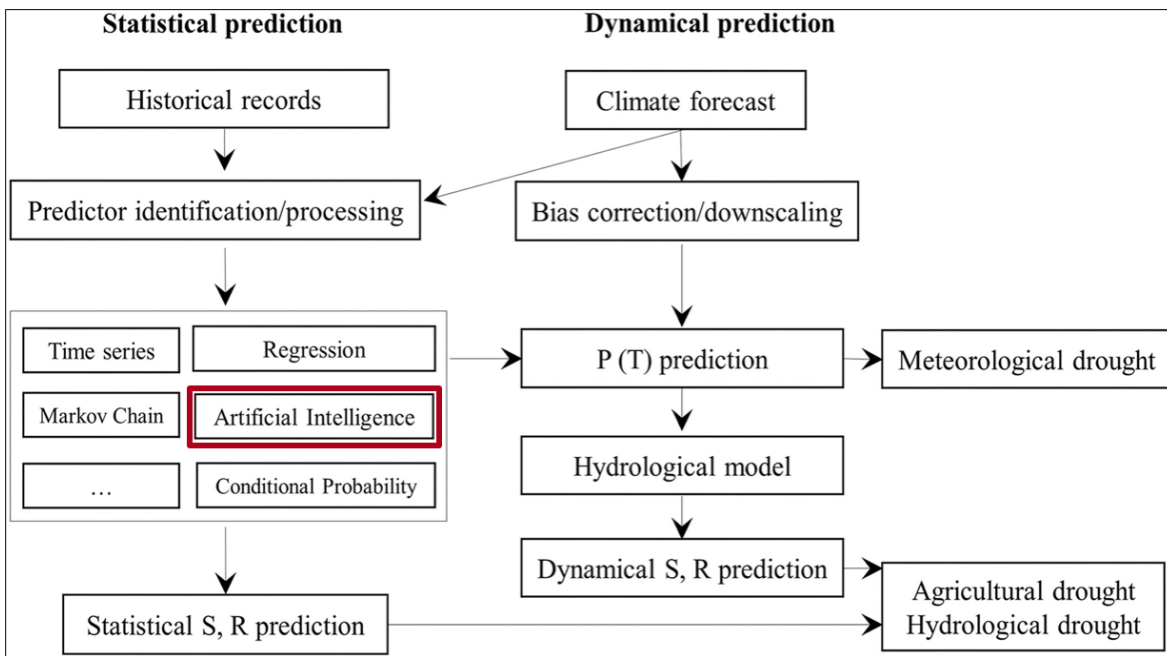 Statistical prediction
Dynamical prediction
Historical records
Climate forecast
Predictor identification/processing
Bias correction/downscaling
Time series
Regression
P (T) prediction
Meteorological drought
Markov Chain
Artificial Intelligence
Hydrological model
…
Conditional Probability
Dynamical S, R prediction
Agricultural drought
Hydrological drought
Statistical S, R prediction